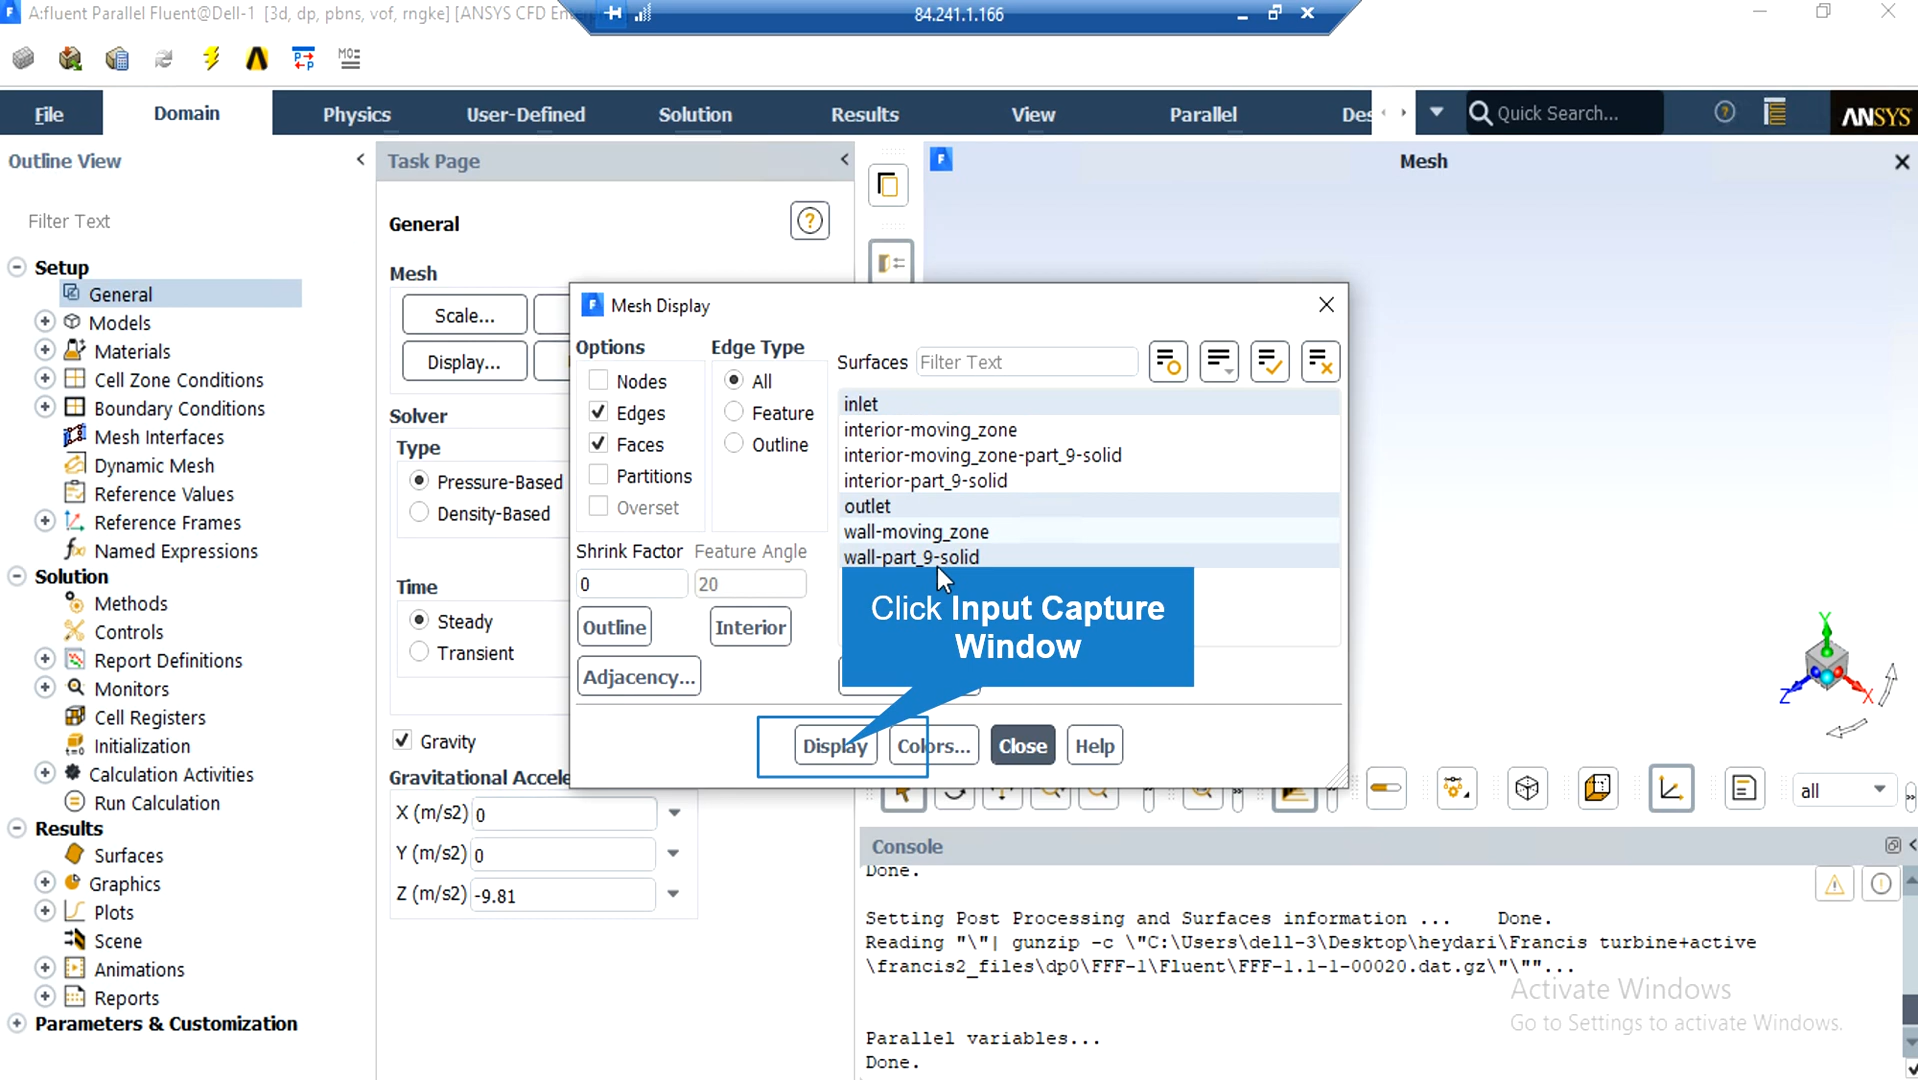 A:fluent Parallel Fluent@Dell-1 [3d, dp, pbns, vof, rngke] [ANSYS CFD
84.241.1.166
File
Domain
Physics
User-Defined
Solution
Results
View
Parallel
Quick Search...
ANSYS
Outline View
Filter Text
Setup
General
Models
Materials
Cell Zone Conditions
Boundary Conditions
Mesh Interfaces
Dynamic Mesh
Reference Values
Reference Frames
Named Expressions
Solution
Methods
Controls
Report Definitions
Monitors
Cell Registers
Initialization
Calculation Activities
Run Calculation
Results
Surfaces
Graphics
Plots
Scene
Animations
Reports
Parameters & Customization
Task Page
General
Mesh
Scale...
Display...
Solver
Type
Pressure-Based
Density-Based
Time
Steady
Transient
Gravity
Gravitational
X (m/s2) 0
Y (m/s2) 0
Z (m/s2) -9.81
Mesh Display
Options
Nodes
Edges
Faces
Partitions
Overset
Edge Type
All
Feature
Outline
Shrink Factor Feature Angle
0 20
Outline Interior
Adjacency...
Surfaces Filter Text
inlet
interior-moving_zone
interior-moving_zone-part_9-solid
interior-part_9-solid
outlet
wall-moving_zone
wall-part_9-solid
Click Input Capture
Window
Display Colors... Close Help
Mesh
Y
Z
X
all
Console
Done.
Setting Post Processing and Surfaces information ... Done.
Reading "\"| gunzip -c \"C:\Users\dell-3\Desktop\heydari\Francis turbine+active
\francis2_files\dp0\FFF-1\Fluent\FFF-1.1-1-00020.dat.gz\"\""...
Parallel variables...
Done.
Activate Windows
Go to Settings to activate Windows.